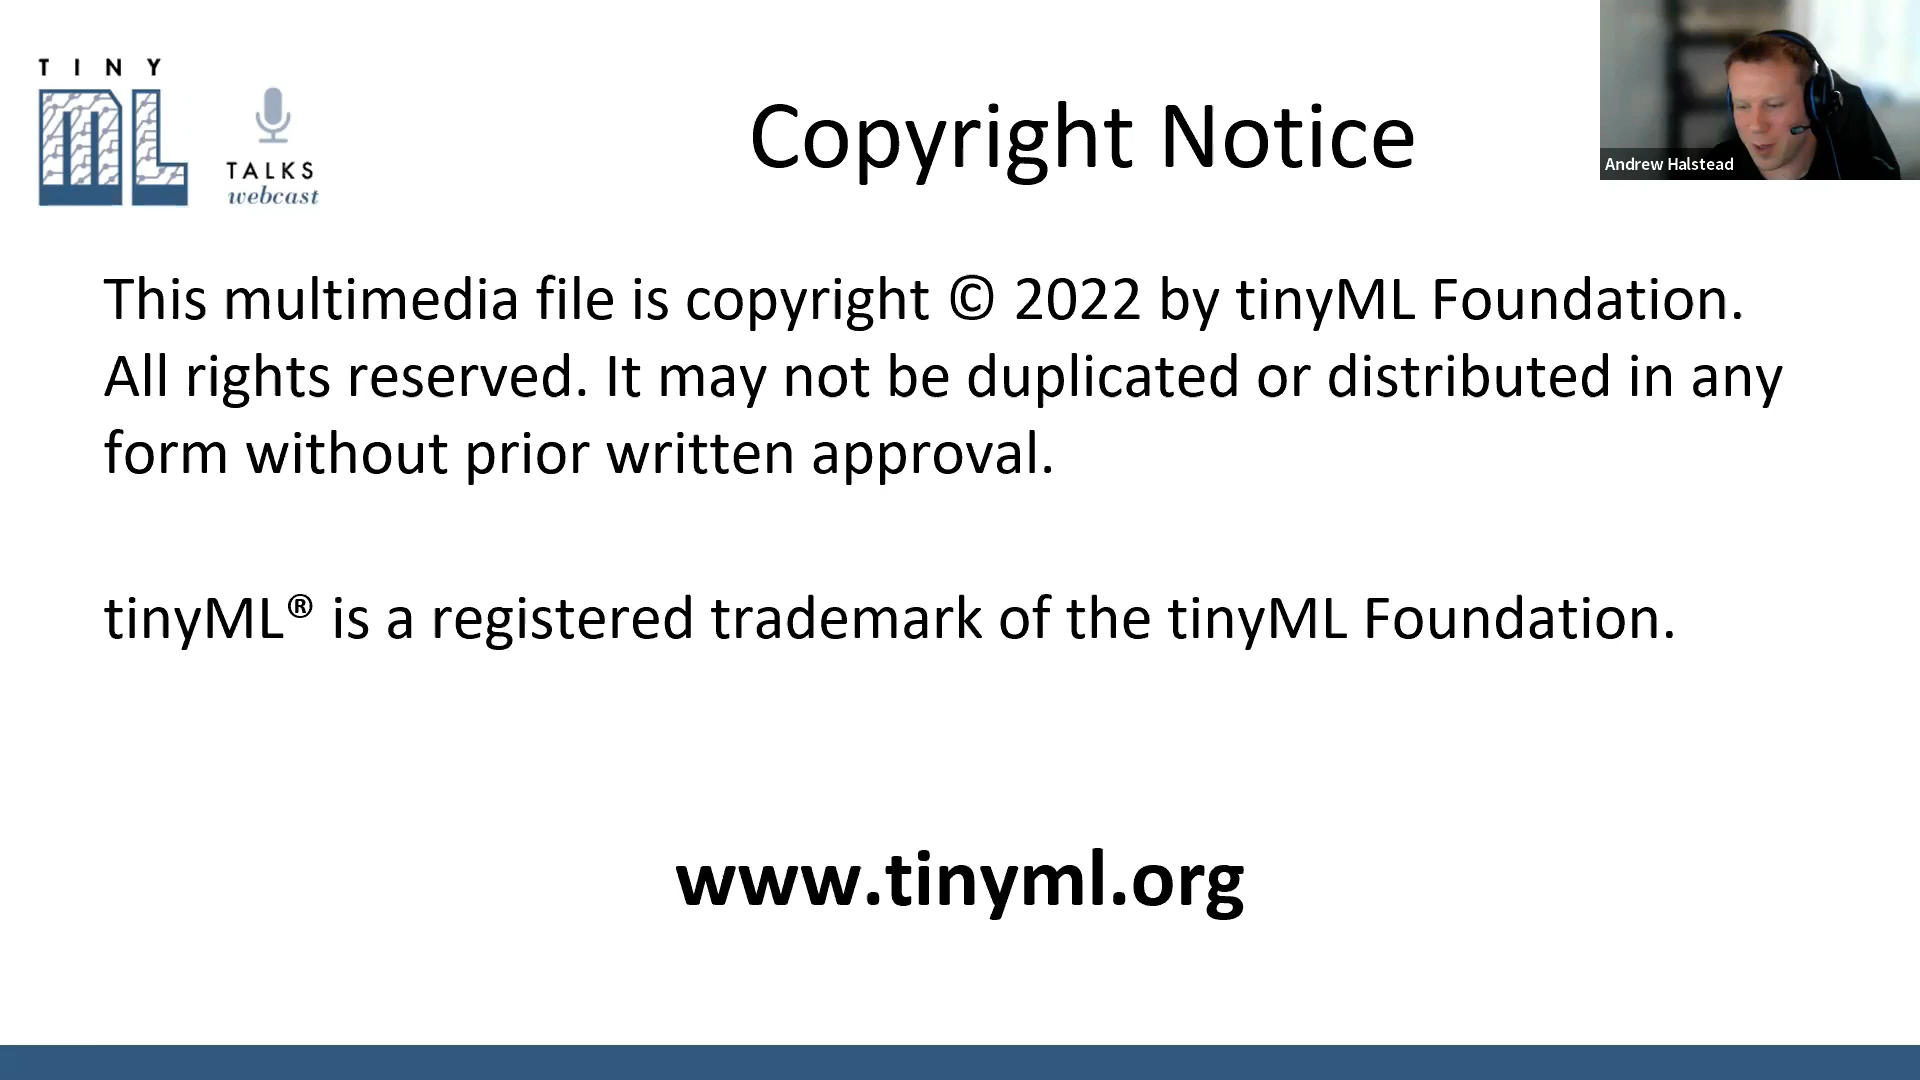 TINY
ML
TALKS
webcast
Copyright Notice
Andrew Halstead
This multimedia file is copyright © 2022 by tinyML Foundation.
All rights reserved. It may not be duplicated or distributed in any
form without prior written approval.
tinyML® is a registered trademark of the tinyML Foundation.
www.tinyml.org